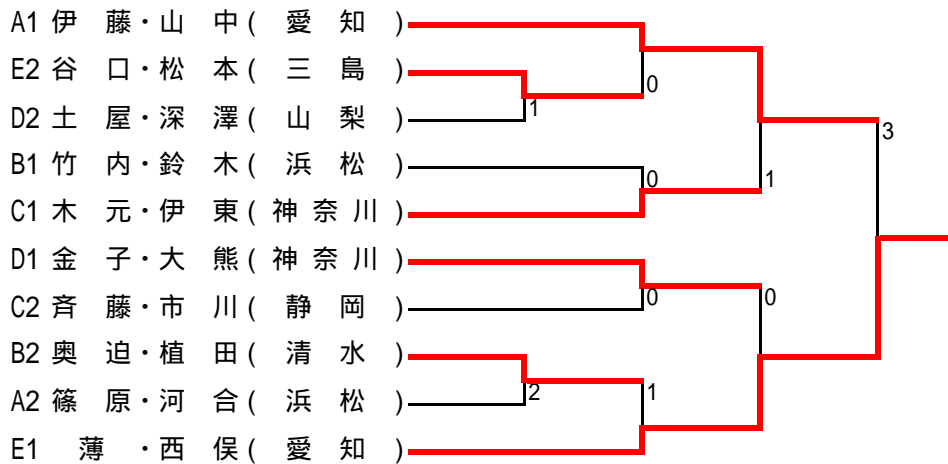 A1 伊 藤・山 中 ( 愛 知 )
E2 谷 口・松 本 ( 三 島 )
0
1
D2 土 屋・深 澤 ( 山 梨 )
3
B1 竹 内・鈴 木 ( 浜 松 )
0
1
C1 木 元・伊 東 ( 神 奈 川 )
D1 金 子・大 熊 ( 神 奈 川 )
0
0
C2 斉 藤・市 川 ( 静 岡 )
B2 奥 迫・植 田 ( 清 水 )
2
1
A2 篠 原・河 合 ( 浜 松 )
E1 薄 ・西 俣 ( 愛 知 )